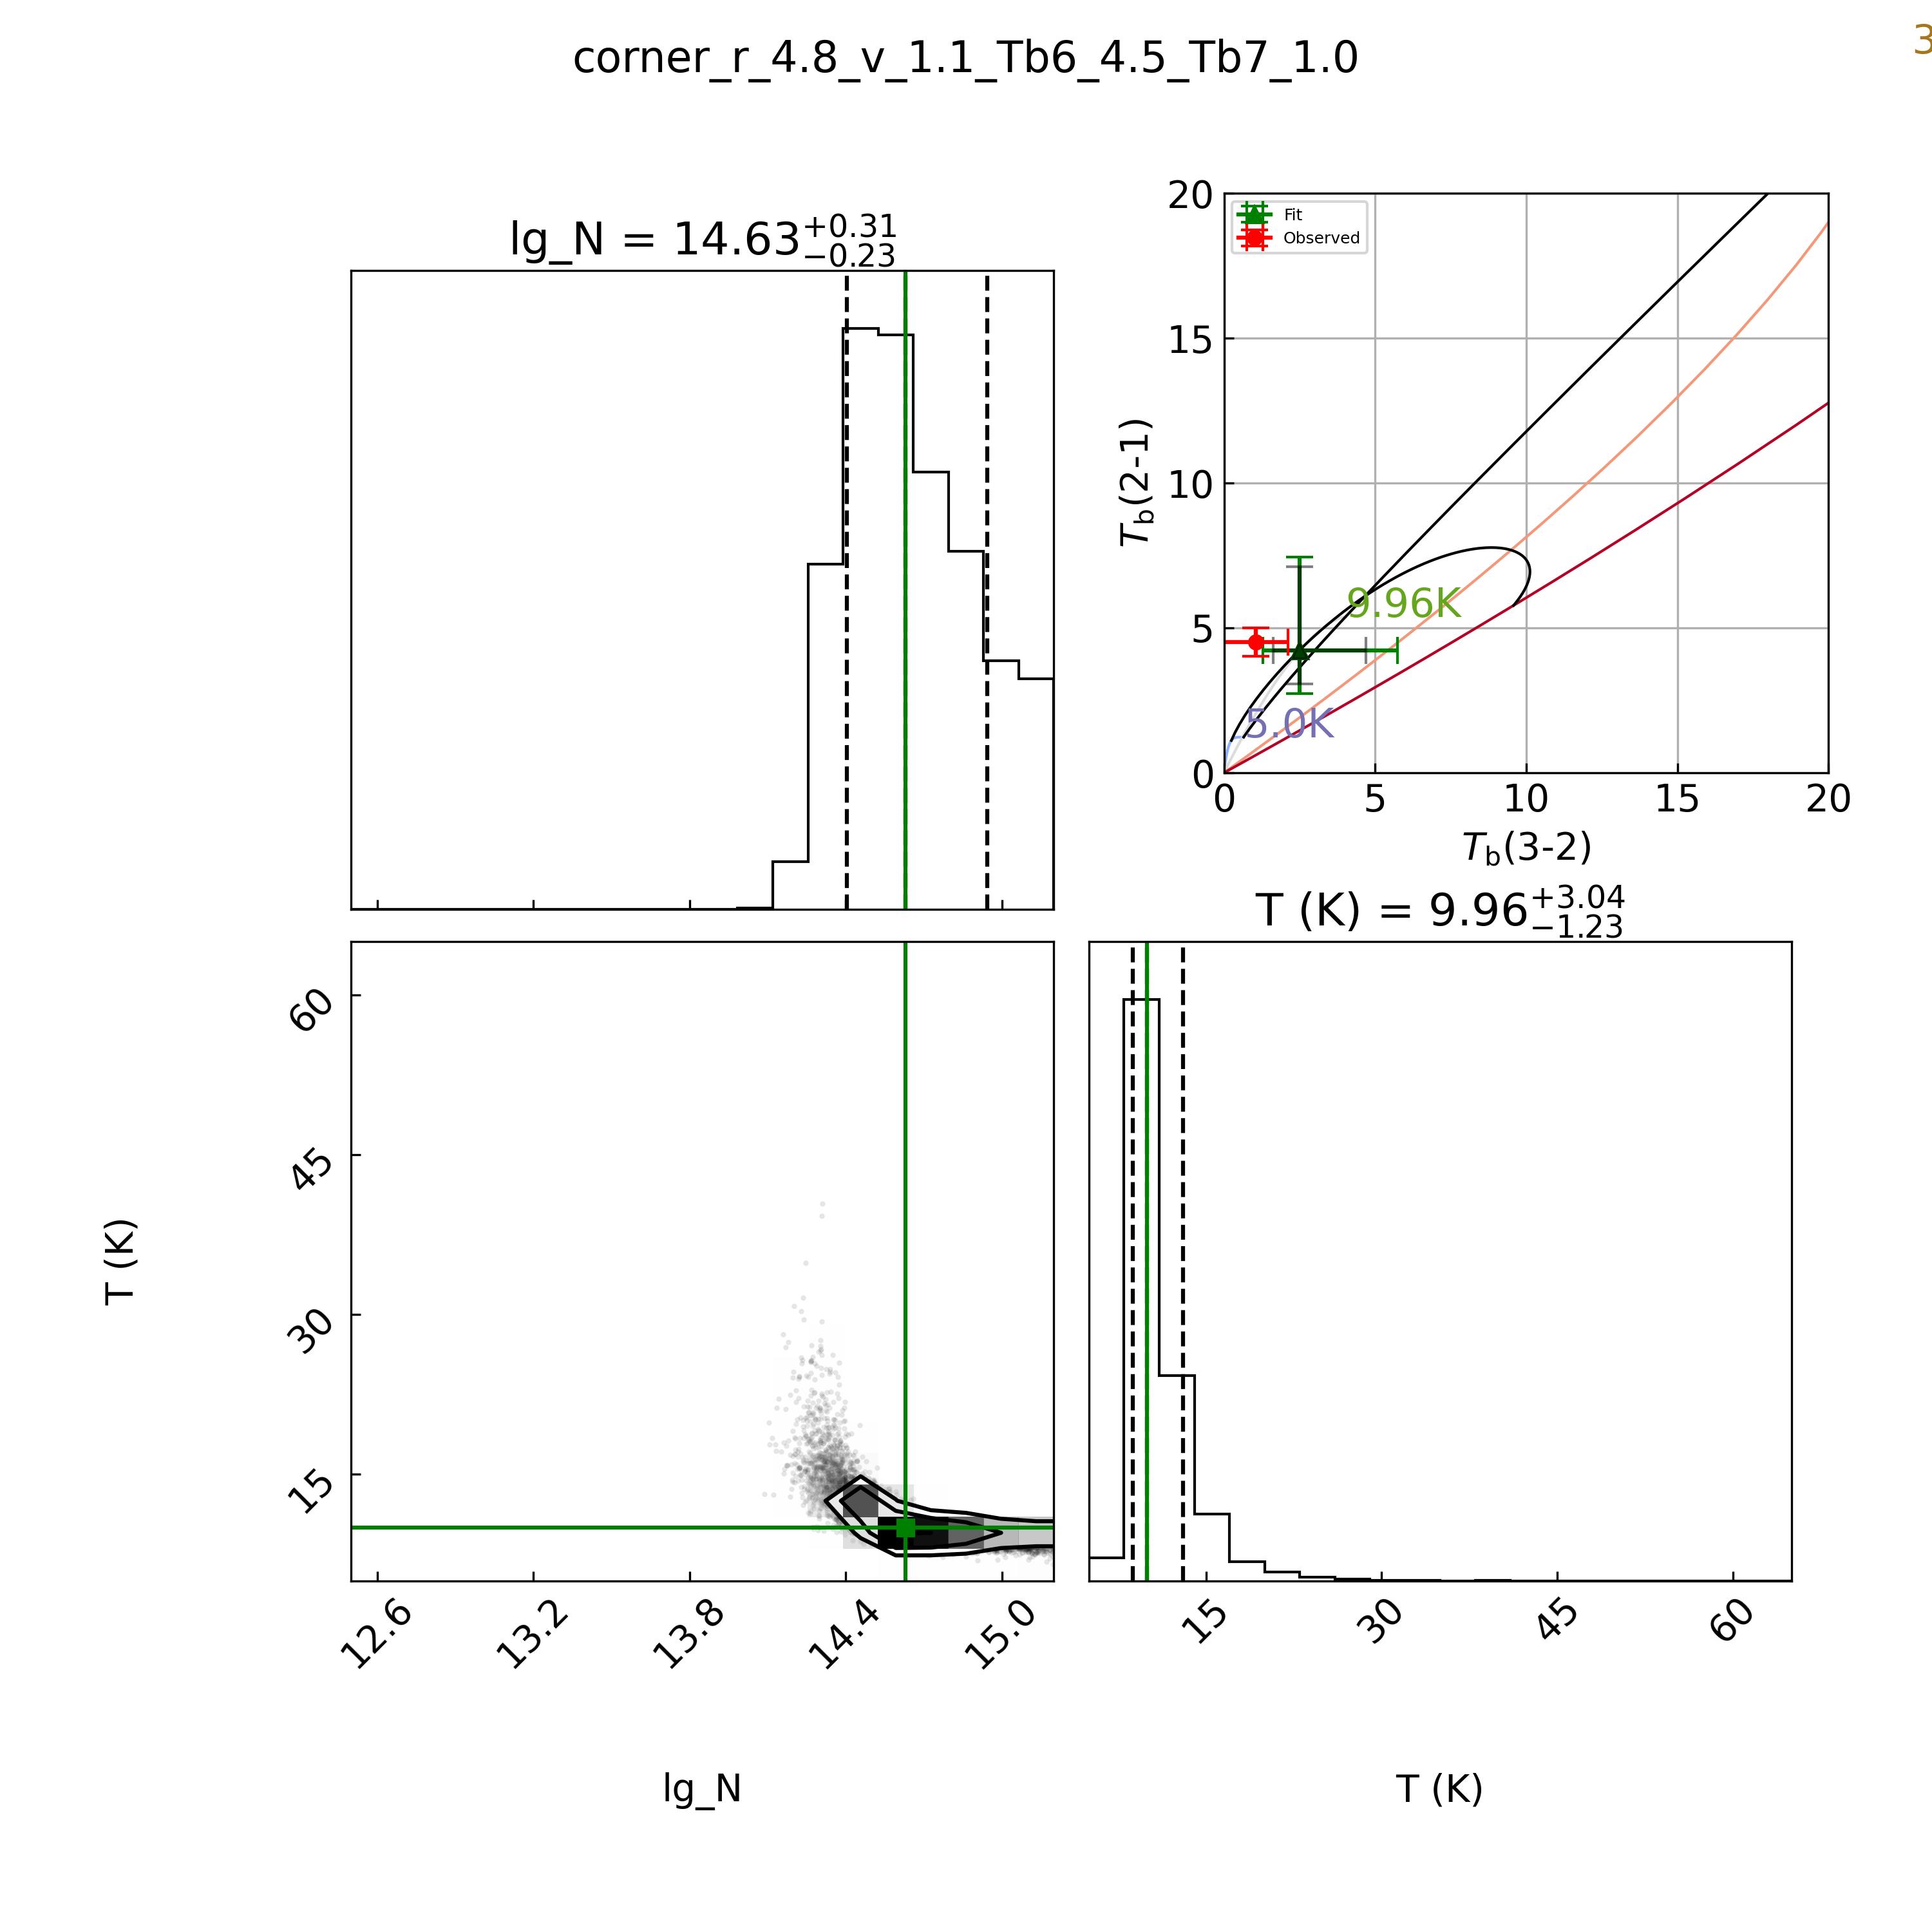 corner_r_4.8_v_1.1_Tb6_4.5_Tb7_1.0
3
lg_N = 14.63+0.31−0.23
20
15
10
5
0
Tb(2-1)
Fit
Observed
9.96K
5.0K
0 5 10 15 20
Tb(3-2)
T (K) = 9.96+3.04−1.23
60
45
30
15
T (K)
12.6 13.2 13.8 14.4 15.0
lg_N
15 30 45 60
T (K)